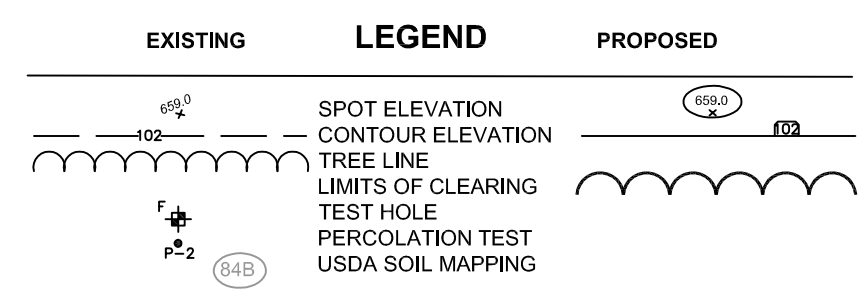 EXISTING LEGEND PROPOSED
659.0 SPOT ELEVATION 659.0
102 CONTOUR ELEVATION 102
TREE LINE
LIMITS OF CLEARING
F TEST HOLE
P-2 PERCOLATION TEST
84B USDA SOIL MAPPING